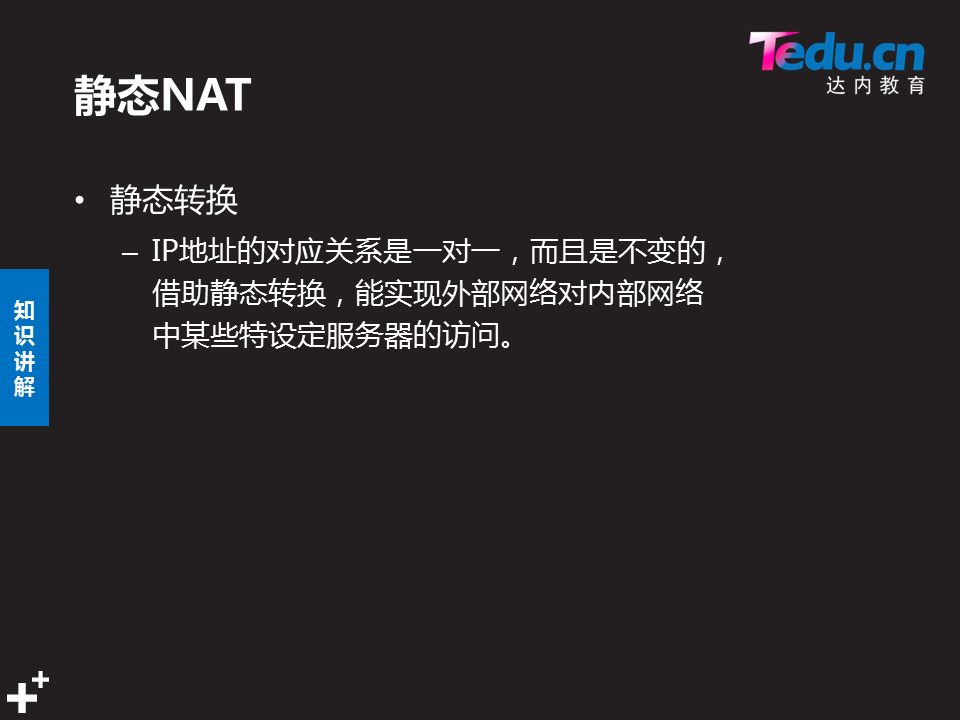 Tedu.cn
达内教育
静态NAT
• 静态转换
– IP地址的对应关系是一对一，而且是不变的，
借助静态转换，能实现外部网络对内部网络
中某些特设定服务器的访问。
知
识
讲
解